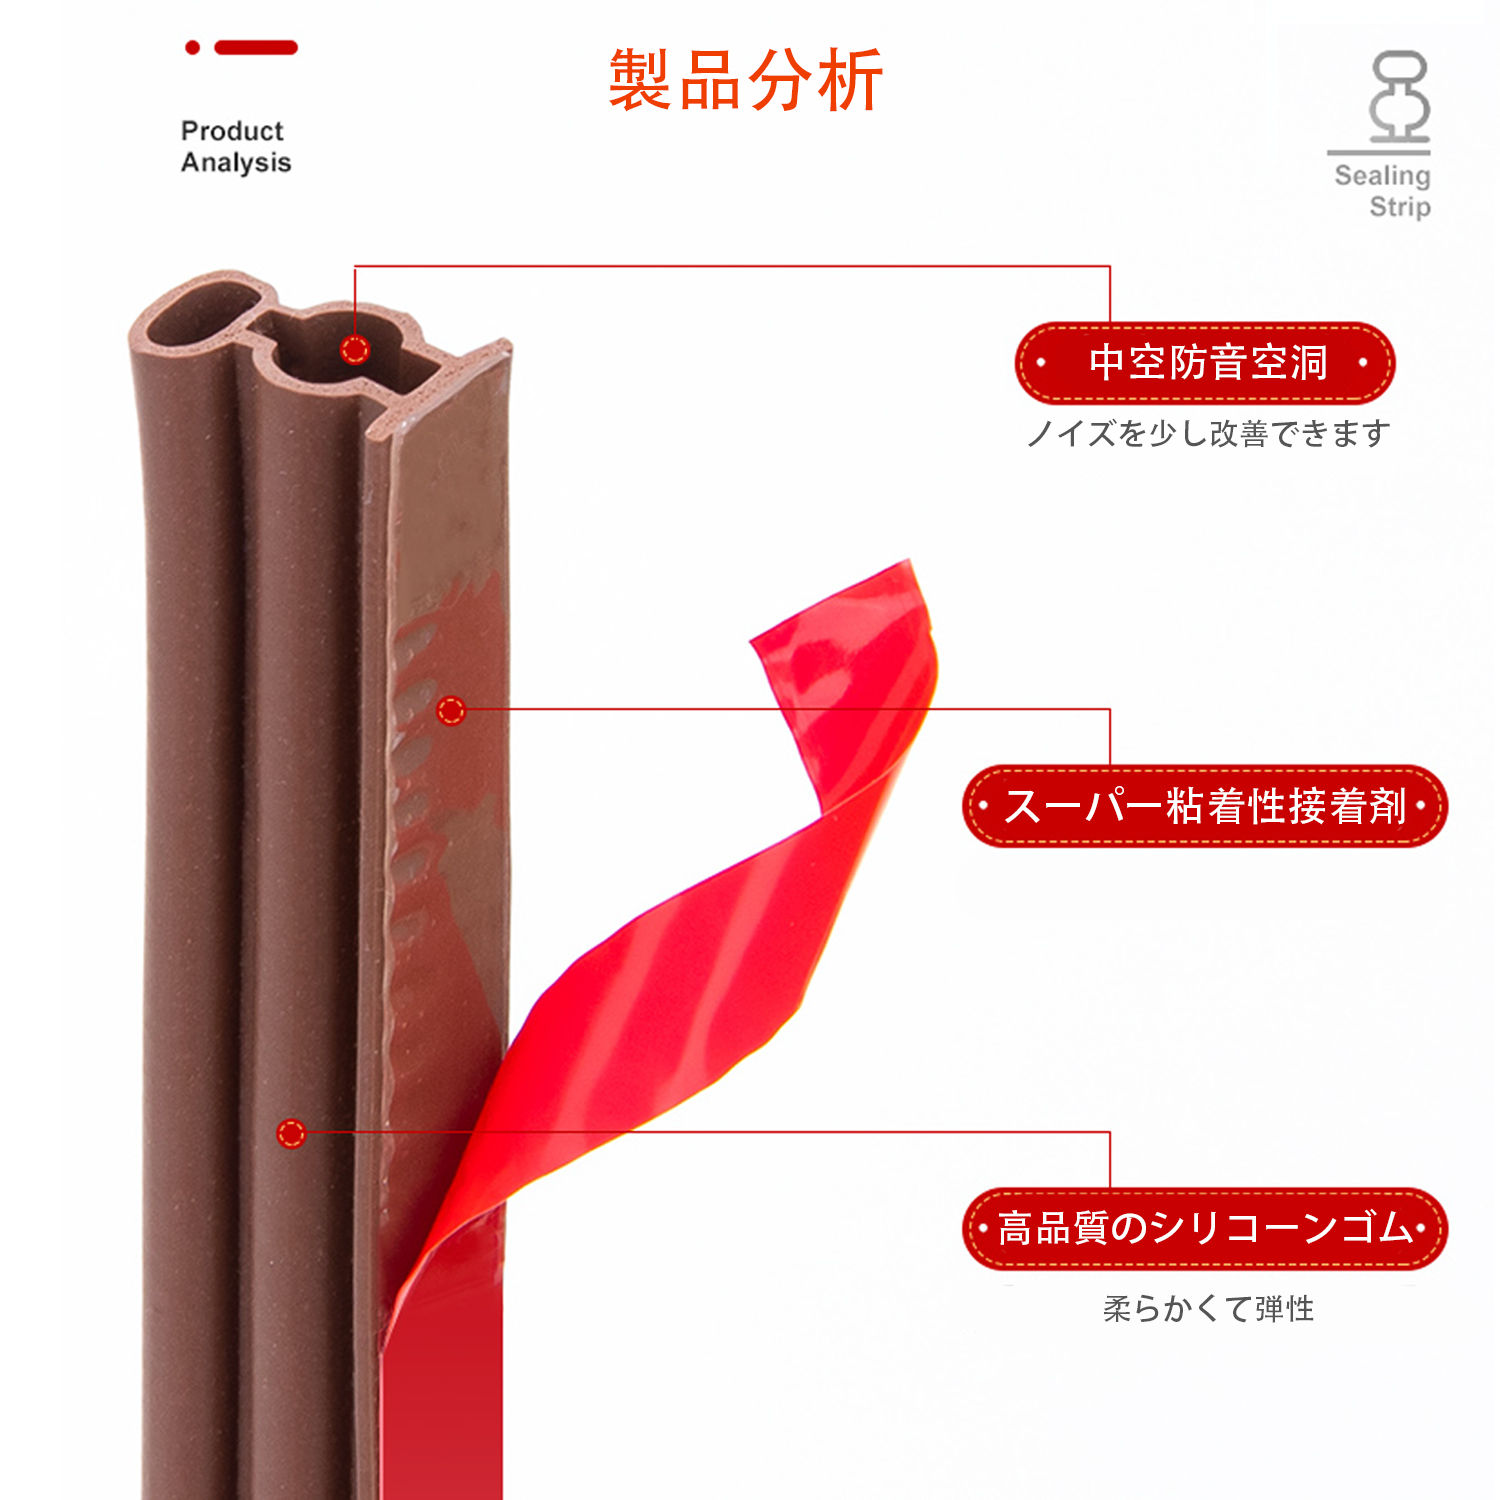 Product
Analysis
製品分析
Sealing
Strip
中空防音空洞
ノイズを少し改善できます
スーパー粘着性接着剤
高品質のシリコーンゴム
柔らかくて弾性